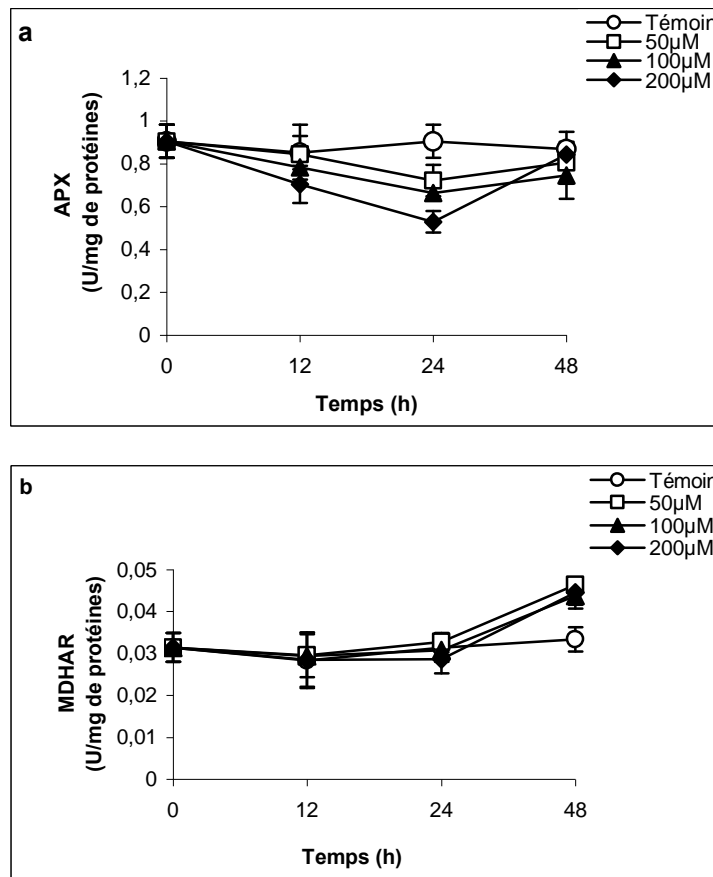 a
Témoin
50µM
100µM
200µM
1,2
1
0,8
0,6
0,4
0,2
0
APX
(U/mg de protéines)
0 12 24 48
Temps (h)
b
Témoin
50µM
100µM
200µM
0,05
0,04
0,03
0,02
0,01
0
MDHAR
(U/mg de protéines)
0 12 24 48
Temps (h)